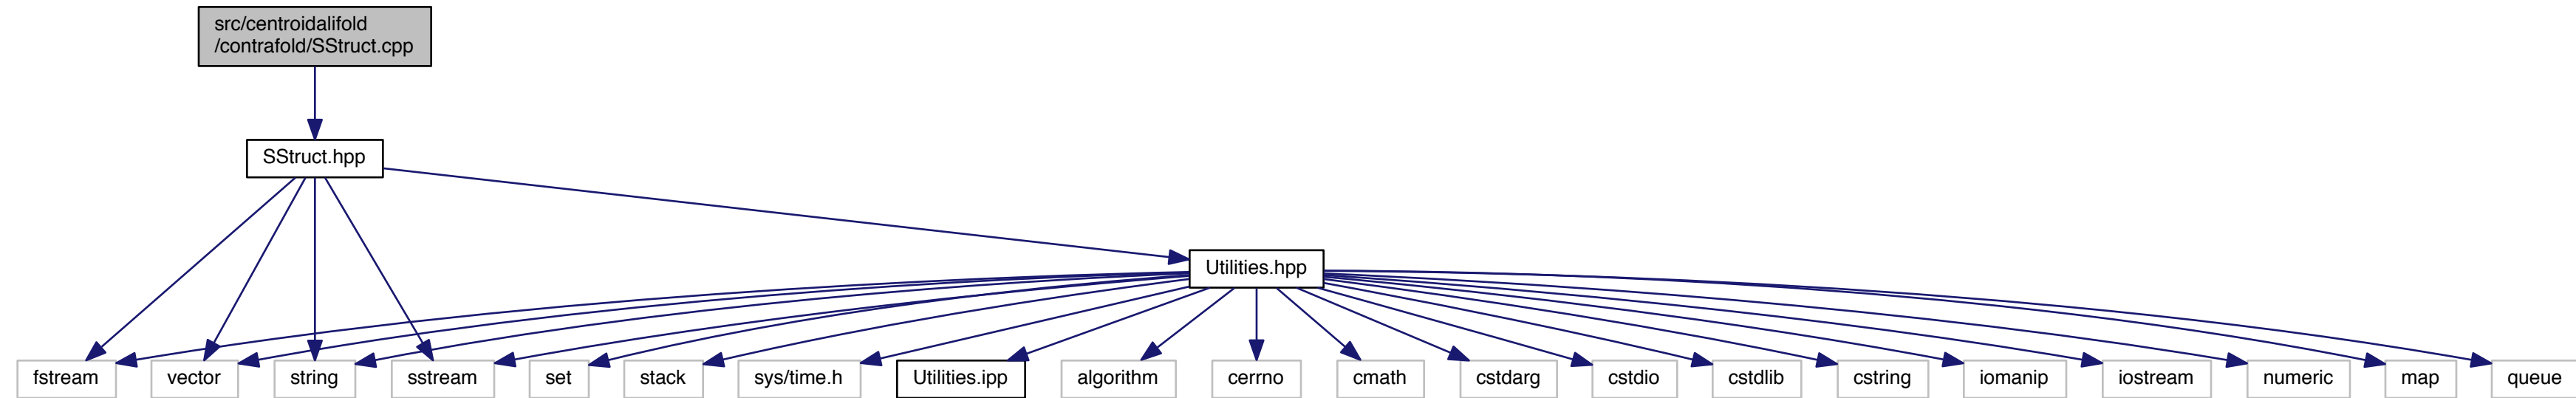 src/centroidalifold
/contrafold/SStruct.cpp
SStruct.hpp
Utilities.hpp
fstream
vector
string
sstream
set
stack
sys/time.h
Utilities.ipp
algorithm
cerrno
cmath
cstdarg
cstdio
cstdlib
cstring
iomanip
iostream
numeric
map
queue